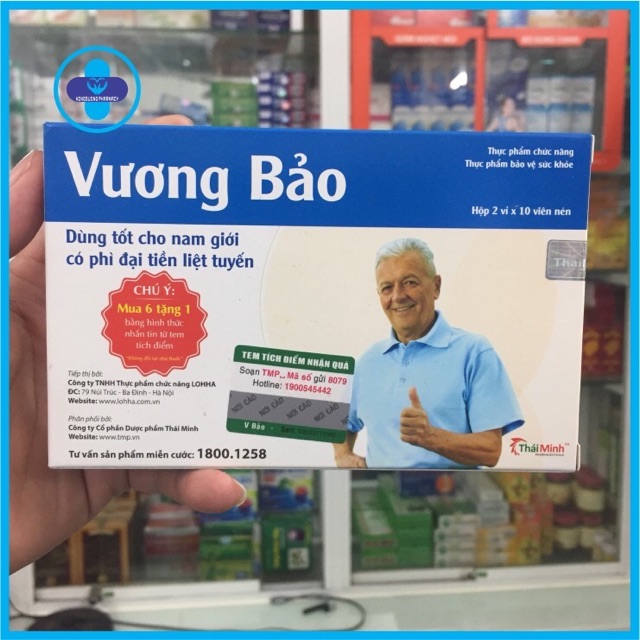 HONGDUONG PHARMACY
Vương Bảo
Thực phẩm chức năng
Thực phẩm bảo vệ sức khỏe
Hộp 2 vỉ x 10 viên nén
Dùng tốt cho nam giới
có phì đại tiền liệt tuyến
CHÚ Ý:
Mua 6 tặng 1
bằng hình thức
nhắn tin từ tem
tích điểm
TEM TÍCH ĐIỂM NHẬN QUÀ
Soạn TMP.. Mã số gửi 8079
Hotline: 1900545442
NƠI CÀO
V Bảo -
Tiếp thị bởi:
Công ty TNHH Thực phẩm chức năng LOHHA
ĐC: 79 Núi Trúc - Ba Đình - Hà Nội
Website: www.lohha.com.vn
Phân phối bởi:
Công ty Cổ phần Dược phẩm Thái Minh
Website: www.tmp.vn
Tư vấn sản phẩm miễn cước: 1800.1258
Thái Minh